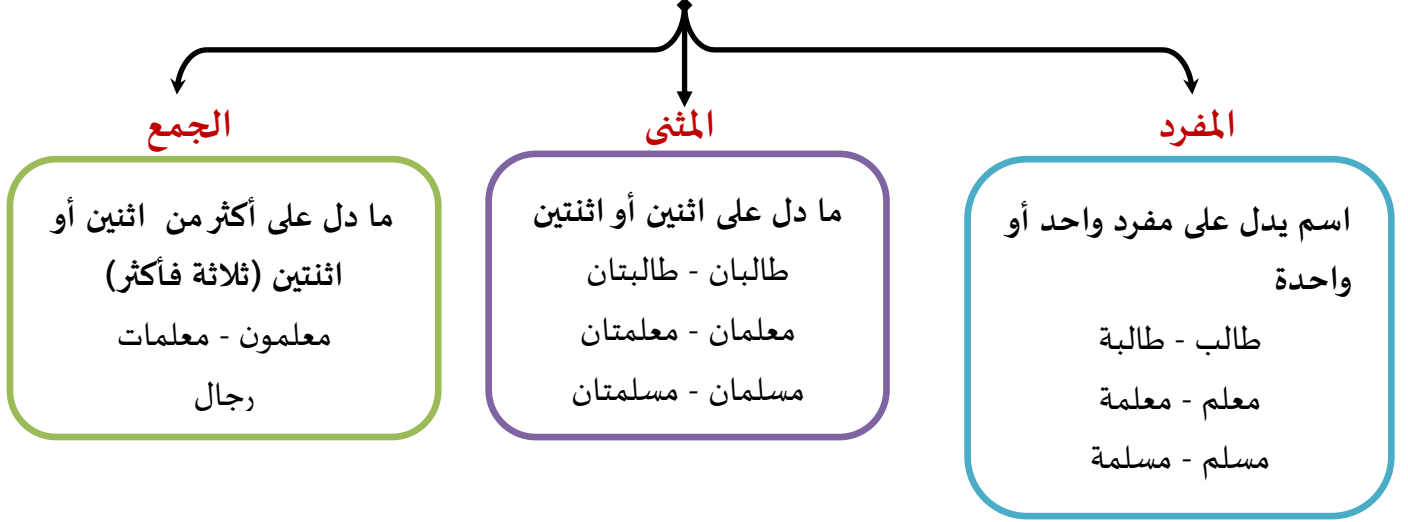 المفرد
اسم يدل على مفرد واحد أو
واحدة
طالب - طالبة
معلم - معلمة
مسلم - مسلمة
المثنى
ما دل على اثنين أو اثنتين
طالبان - طالبتان
معلمان - معلمتان
مسلمان - مسلمتان
الجمع
ما دل على أكثر من اثنين أو
اثنتين (ثلاثة فأكثر)
معلمون - معلمات
رجال